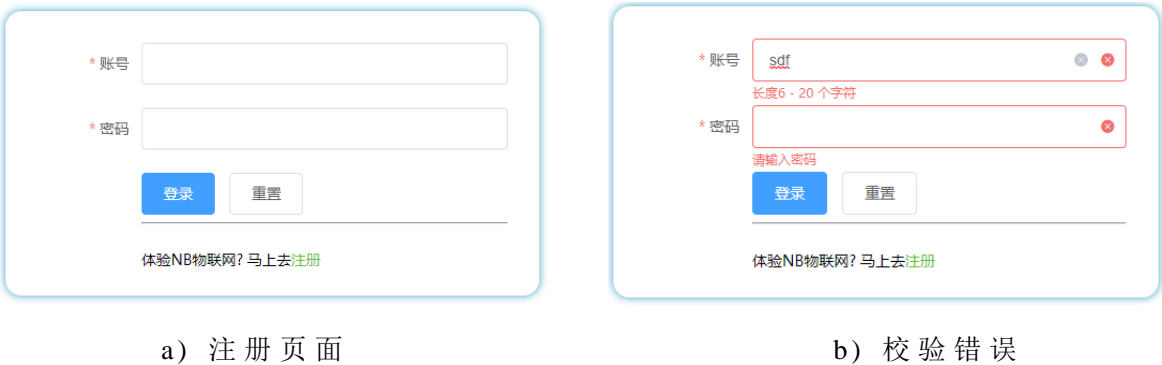 * 账号
* 密码
登录 重置
体验NB物联网? 马上去注册
a) 注册页面
* 账号 sdf
长度6 - 20 个字符
* 密码
请输入密码
登录 重置
体验NB物联网? 马上去注册
b) 校验错误